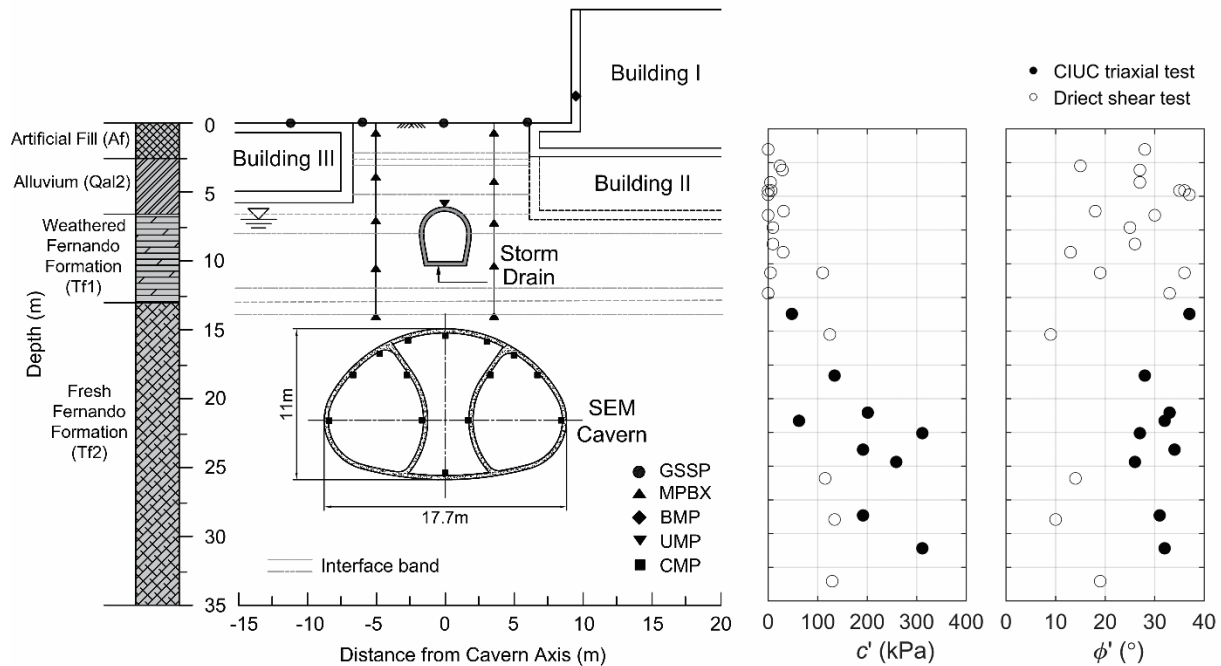 Building I
Building III
Building II
Storm
Drain
SEM
Cavern
11m
17.7m
GSSP
MPBX
BMP
UMP
CMP
Interface band
Artificial Fill (Af)
Alluvium (Qal2)
Weathered
Fernando
Formation
(Tf1)
Fresh
Fernando
Formation
(Tf2)
Depth (m)
0
5
10
15
20
25
30
35
-15
-10
-5
0
5
10
15
20
Distance from Cavern Axis (m)
CIUC triaxial test
Driect shear test
0
100
200
300
400
c' (kPa)
0
10
20
30
40
ϕ' (°)